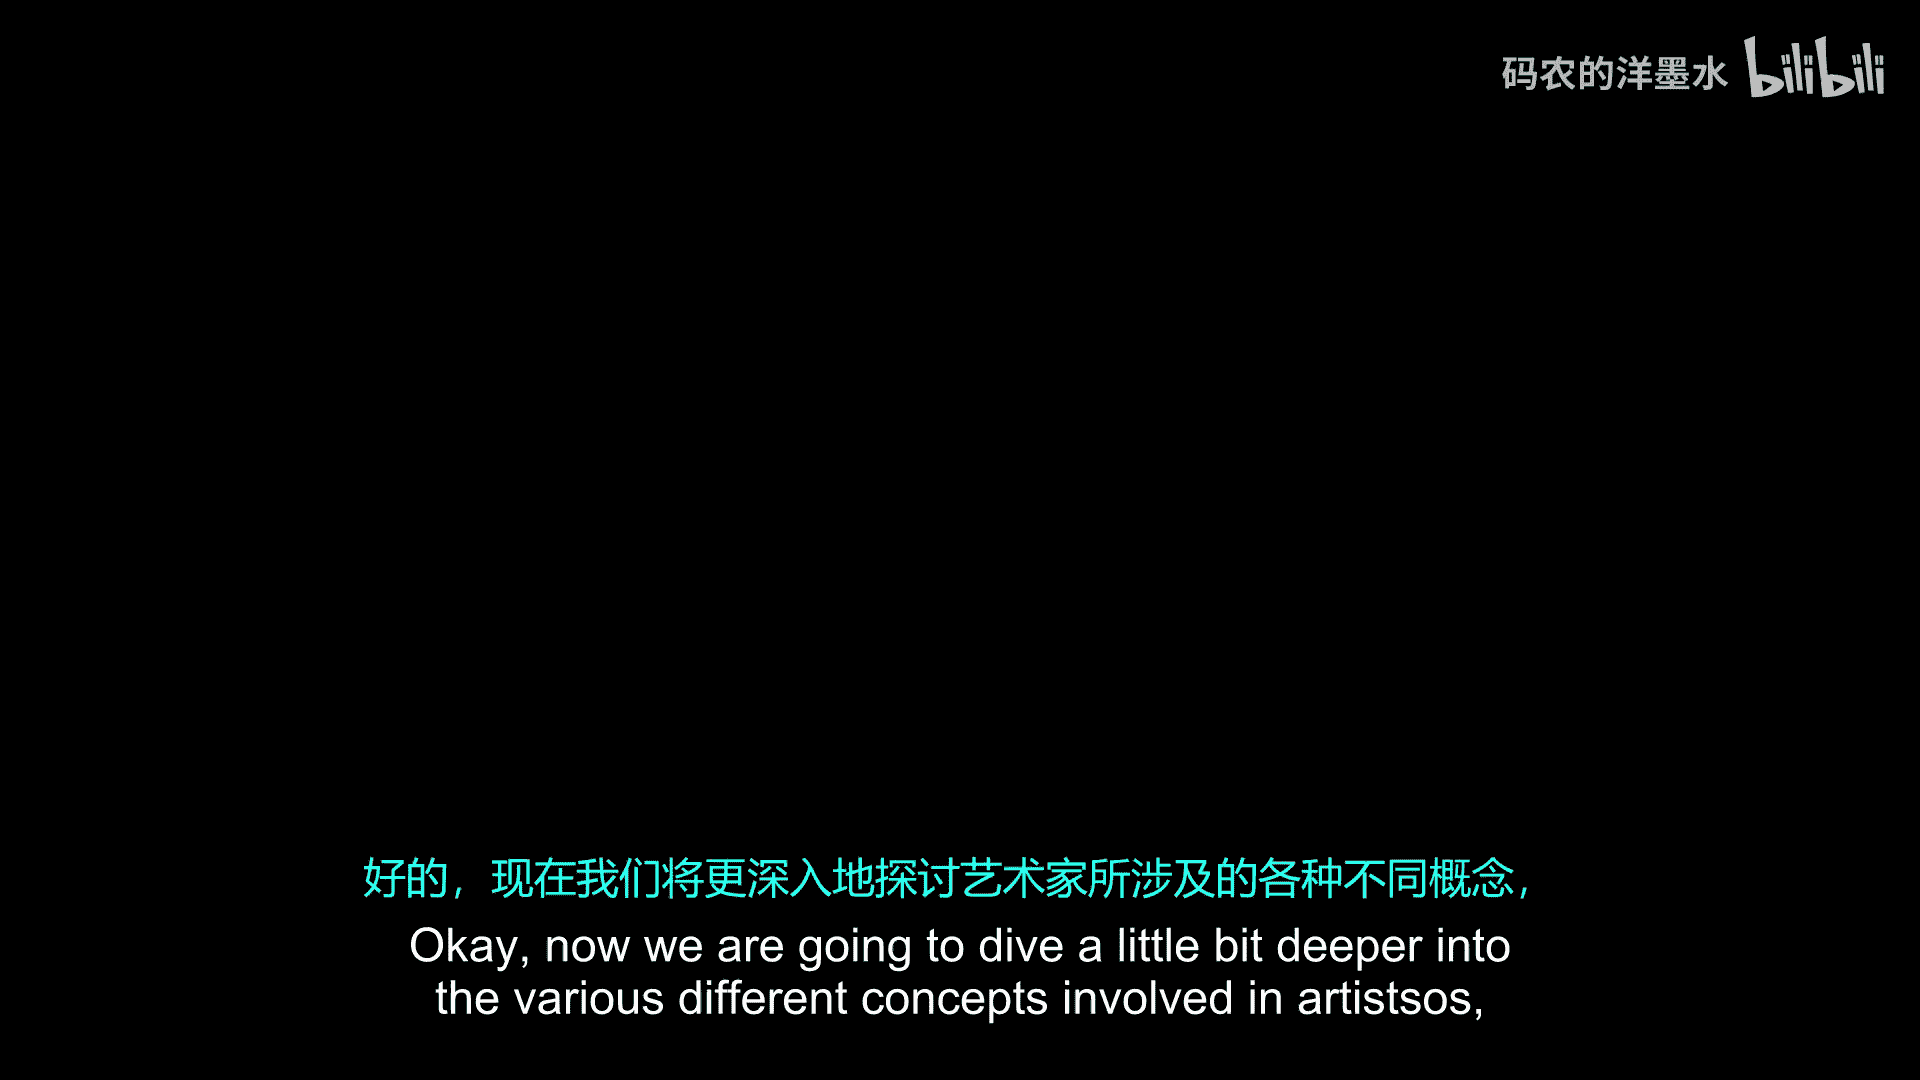 码农的洋墨水 bilibili
好的，现在我们将更深入地探讨艺术家所涉及的各种不同概念，
Okay, now we are going to dive a little bit deeper into
the various different concepts involved in artistsos,